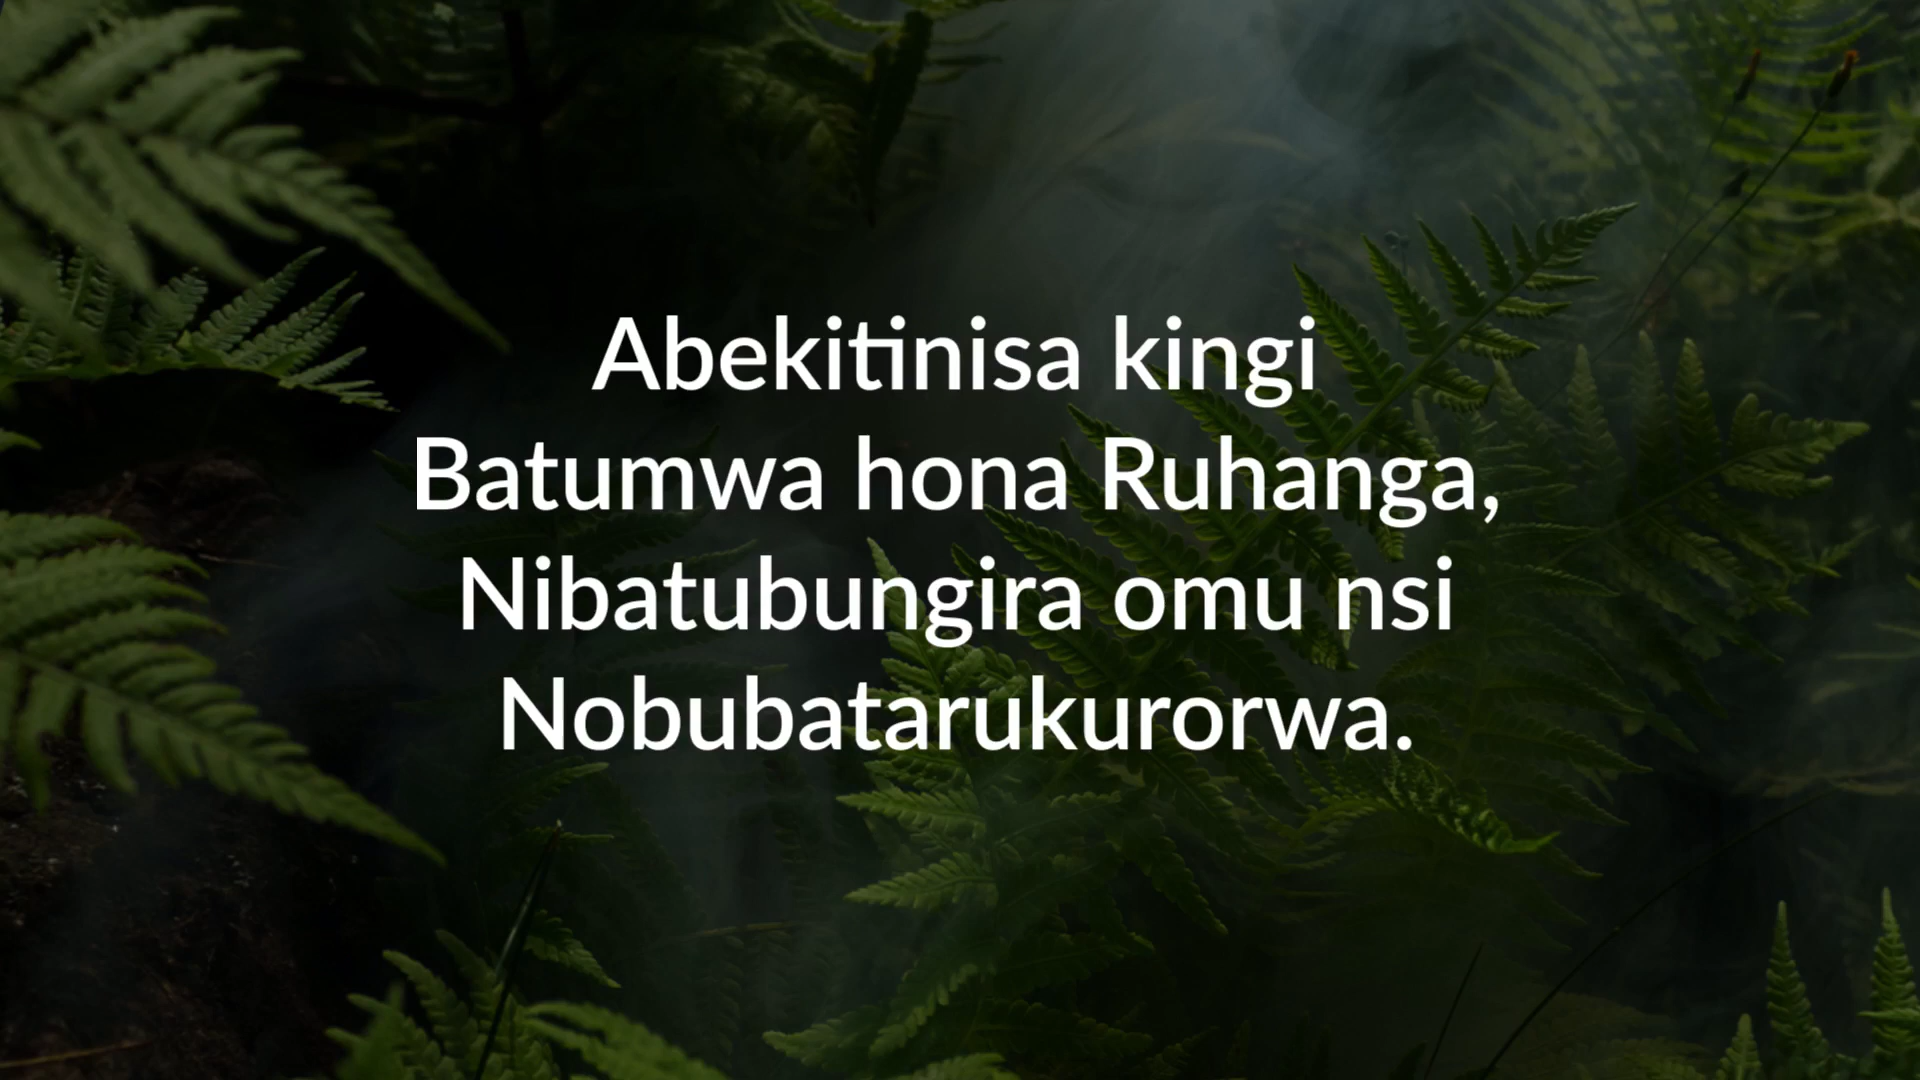 Abekitinisa kingi
Batumwa hona Ruhanga,
Nibatubungira omu nsi
Nobubatarukurorwa.